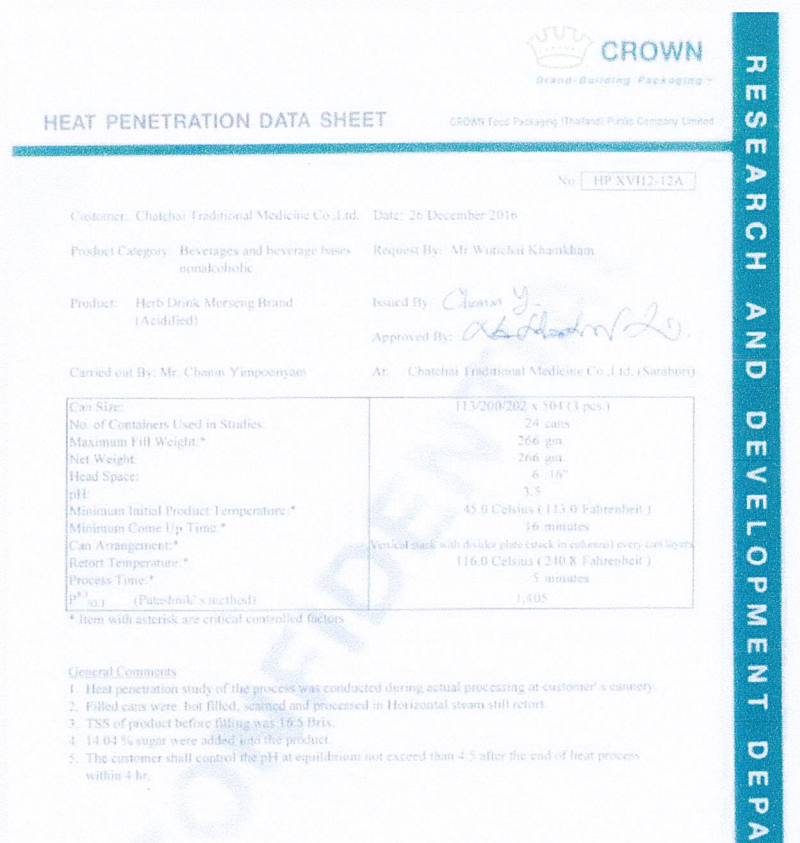 CROWN
Brand-Building Packaging™
HEAT PENETRATION DATA SHEET
CROWN Food Packaging (Thailand) Public Company Limited
No. HP XVI12-12A
Customer: Chatchai Traditional Medicine Co.,Ltd. Date: 26 December 2016
Product Category: Beverages and beverage bases Request By: Mr.Wutichai Khamkham
nonalcoholic
Product: Herb Drink Morseng Brand Issued By: Chanin Y.
(Acidified)
Approved By:
Carried out By: Mr. Chanin Yimpoonyam At: Chatchai Traditional Medicine Co.,Ltd. (Saraburi)
Can Size: 113/200/202 x 504 (3 pcs.)
No. of Containers Used in Studies: 24 cans
Maximum Fill Weight:* 266 gm.
Net Weight: 266 gm.
Head Space: 6 /16"
pH: 3.5
Minimum Initial Product Temperature:* 45.0 Celsius ( 113.0 Fahrenheit )
Minimum Come Up Time:* 16 minutes
Can Arrangement:* Vertical stack with divider plate (stack in columns) every can layers
Retort Temperature:* 116.0 Celsius ( 240.8 Fahrenheit )
Process Time:* 5 minutes
(Patashnik's method) 1,405
* Item with asterisk are critical controlled factors
General Comments
1. Heat penetration study of the process was conducted during actual processing at customer's cannery.
2. Filled cans were hot filled, seamed and processed in Horizontal steam still retort.
3. TSS of product before filling was 16.5 Brix.
4. 14.04 % sugar were added into the product.
5. The customer shall control the pH at equilibrium not exceed than 4.5 after the end of heat process
within 4 hr.
RESEARCH AND DEVELOPMENT DEPA
CONFIDENTI